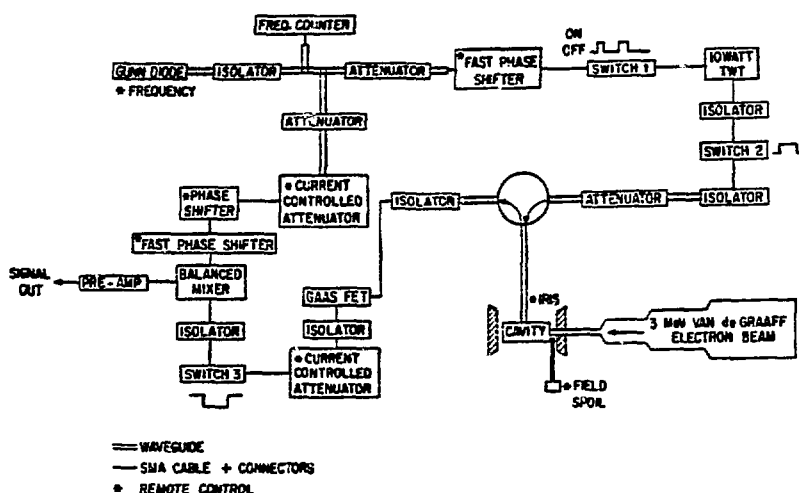 FREQ. COUNTER
GUNN DIODE
ISOLATOR
ATTENUATOR
* FAST PHASE
SHIFTER
ON
OFF
SWITCH 1
10WATT
TWT
* FREQUENCY
ATTENUATOR
ISOLATOR
SWITCH 2
ISOLATOR
ATTENUATOR
ISOLATOR
* PHASE
SHIFTER
* CURRENT
CONTROLLED
ATTENUATOR
* FAST PHASE SHIFTER
SIGNAL
OUT
PRE-AMP
BALANCED
MIXER
GAAS FET
* IRIS
CAVITY
3 MeV VAN de GRAAFF
ELECTRON BEAM
ISOLATOR
ISOLATOR
SWITCH 3
* CURRENT
CONTROLLED
ATTENUATOR
* FIELD
SPOIL
WAVEGUIDE
SMA CABLE + CONNECTORS
* REMOTE CONTROL